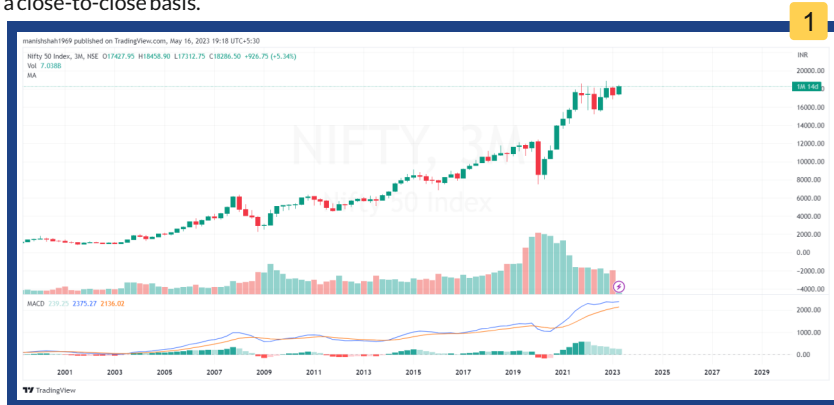 a close-to-close basis.
1
manishshah1969 published on TradingView.com, May 16, 2023 19:18 UTC+5:30
Nifty 50 Index, 3M, NSE O17427.95 H18458.90 L17312.75 C18286.50 +926.75 (+5.34%)
INR
Vol 7.038B
MA
20000.00
1M 14d
16000.00
14000.00
12000.00
10000.00
8000.00
6000.00
4000.00
2000.00
0.00
−2000.00
−4000.00
NIFTY, 3M
Nifty 50 Index
MACD 239.25 2375.27 2136.02
2000.00
1000.00
0.00
2001 2003 2005 2007 2009 2011 2013 2015 2017 2019 2021 2023 2025 2027 2029
TradingView